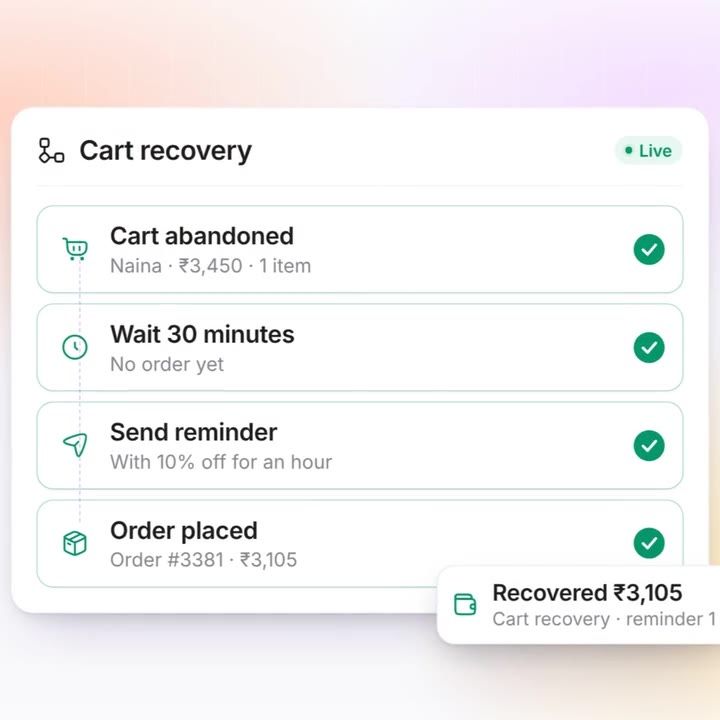 Cart recovery
Live
Cart abandoned
Naina · ₹3,450 · 1 item
Wait 30 minutes
No order yet
Send reminder
With 10% off for an hour
Order placed
Order #3381 · ₹3,105
Recovered ₹3,105
Cart recovery · reminder 1